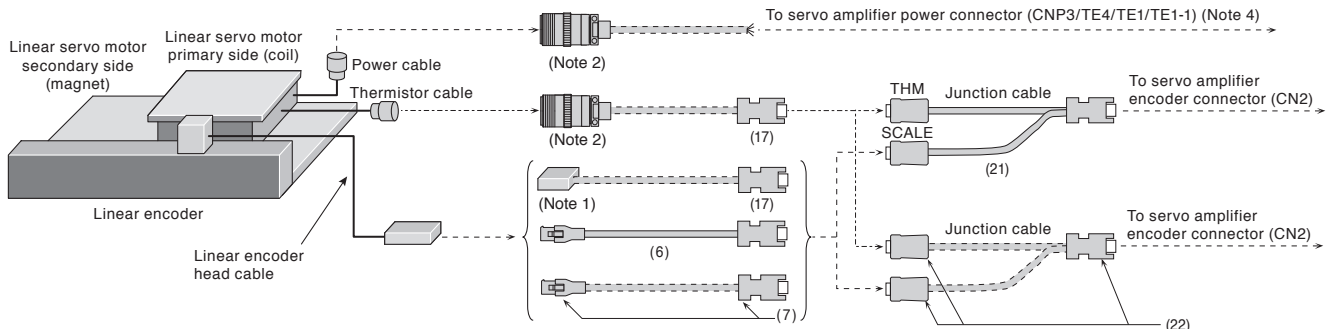 To servo amplifier power connector (CNP3/TE4/TE1/TE1-1) (Note 4)
Linear servo motor
primary side (coil)
Linear servo motor
secondary side
(magnet)
Power cable
(Note 2)
Thermistor cable
(Note 2)
(17)
THM
Junction cable
To servo amplifier
encoder connector (CN2)
SCALE
(21)
Linear encoder
Linear encoder
head cable
(Note 1)
(17)
(6)
(7)
Junction cable
To servo amplifier
encoder connector (CN2)
(22)